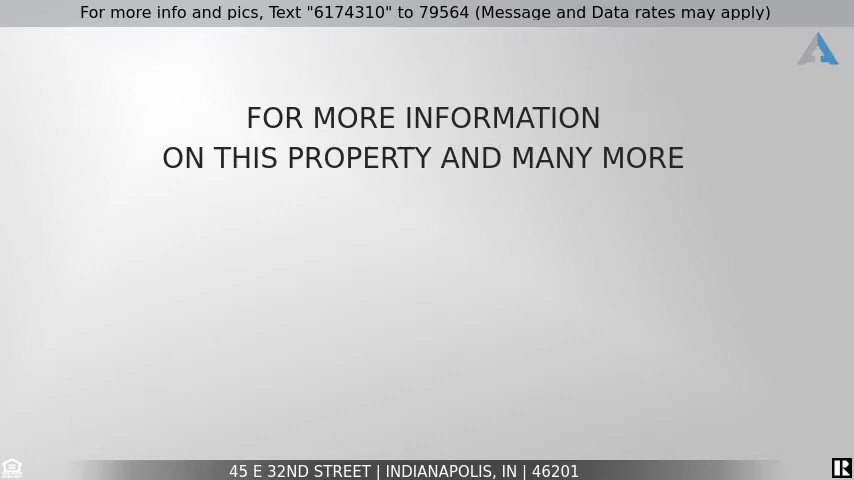 For more info and pics, Text "6174310" to 79564 (Message and Data rates may apply)
FOR MORE INFORMATION
ON THIS PROPERTY AND MANY MORE
45 E 32ND STREET | INDIANAPOLIS, IN | 46201